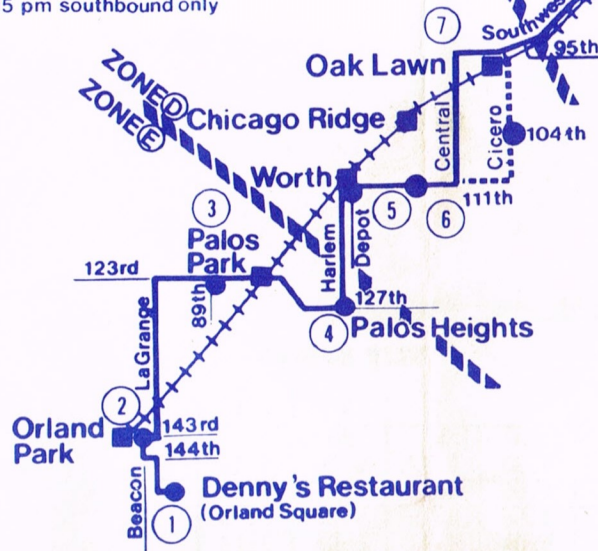 5 pm southbound only
7
Southwes
95th
Oak Lawn
ZONE D
ZONE E
Chicago Ridge
Central
Cicero
104th
Worth
111th
3
5
6
Palos
Park
Harlem
Depot
123rd
89th
127th
4
Palos Heights
LaGrange
2
Orland
Park
143rd
144th
Beacon
Denny's Restaurant
(Orland Square)
1